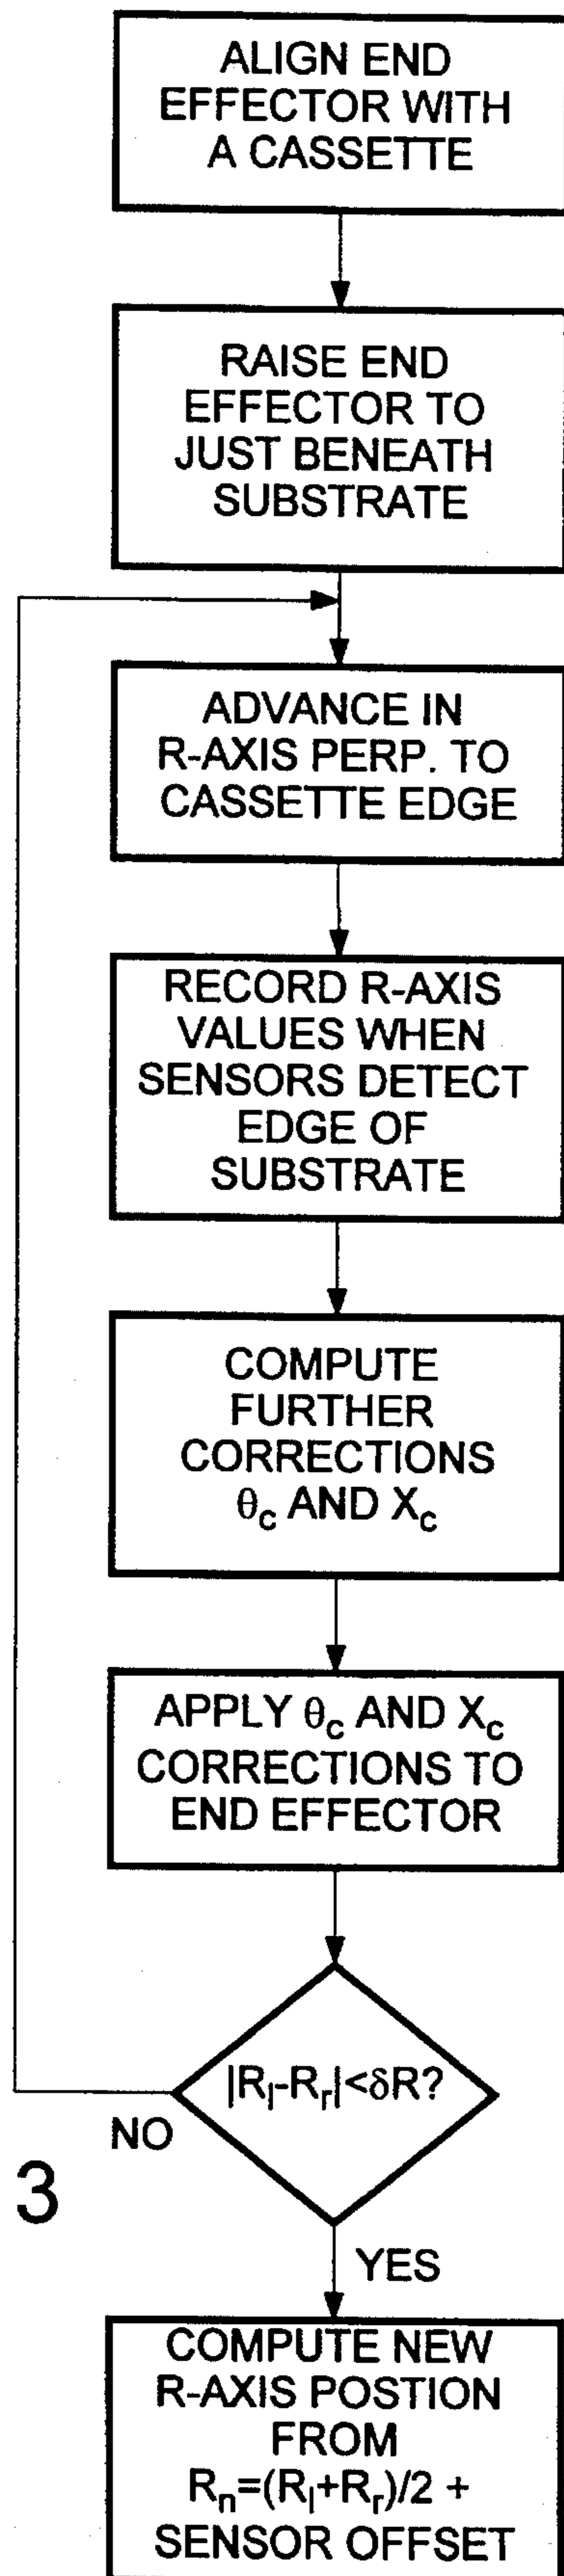 ALIGN END
EFFECTOR WITH
A CASSETTE
RAISE END
EFFECTOR TO
JUST BENEATH
SUBSTRATE
ADVANCE IN
R-AXIS PERP. TO
CASSETTE EDGE
RECORD R-AXIS
VALUES WHEN
SENSORS DETECT
EDGE OF
SUBSTRATE
COMPUTE
FURTHER
CORRECTIONS
θc AND Xc
APPLY θc AND Xc
CORRECTIONS TO
END EFFECTOR
|Rl-Rr|<δR?
NO
3
YES
COMPUTE NEW
R-AXIS POSTION
FROM
Rn=(Rl+Rr)/2 +
SENSOR OFFSET